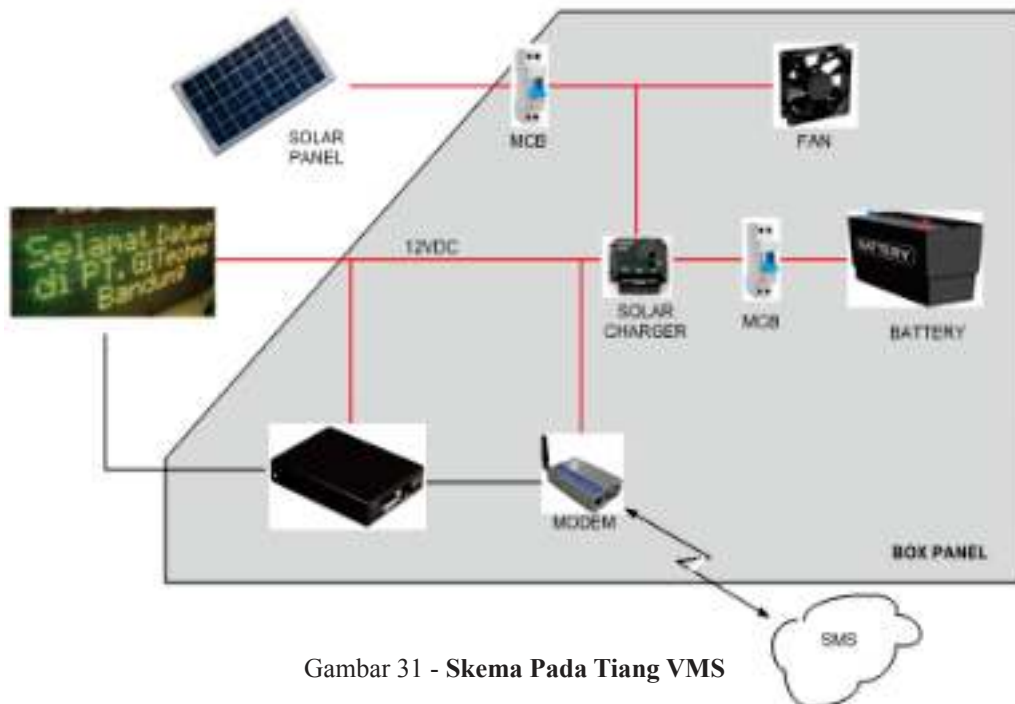 SOLAR
PANEL
MCB
FAN
Selamat Datang
di PT. GITechno
Bandung
12VDC
SOLAR
CHARGER
MCB
BATTERY
BATTERY
MODEM
BOX PANEL
SMS
Gambar 31 - Skema Pada Tiang VMS